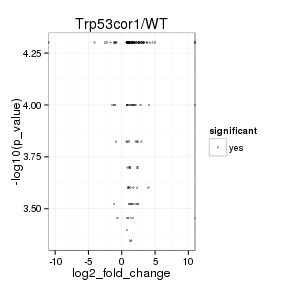 Trp53cor1/WT
4.25
4.00
3.75
3.50
-log10(p_value)
-10
-5
0
5
10
log2_fold_change
significant
yes